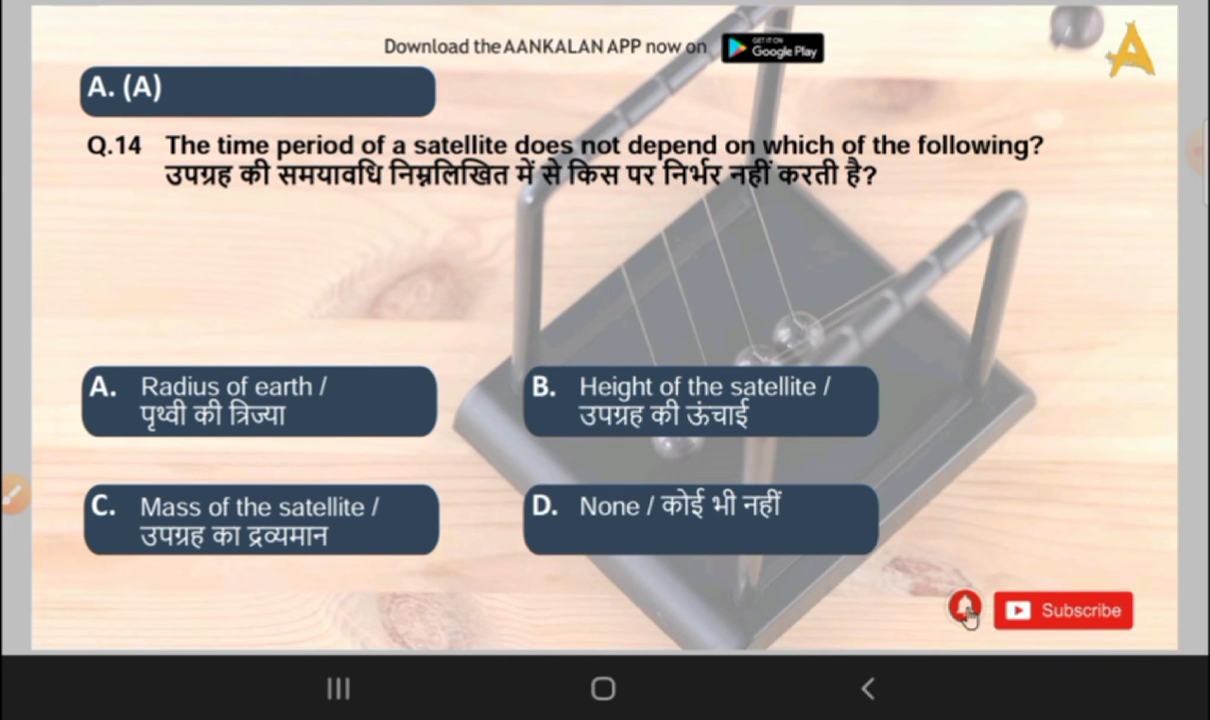 Download the AANKALAN APP now on GET IT ON Google Play
A
A. (A)
Q.14 The time period of a satellite does not depend on which of the following?
उपग्रह की समयावधि निम्नलिखित में से किस पर निर्भर नहीं करती है?
A. Radius of earth /
पृथ्वी की त्रिज्या
B. Height of the satellite /
उपग्रह की ऊंचाई
C. Mass of the satellite /
उपग्रह का द्रव्यमान
D. None / कोई भी नहीं
Subscribe